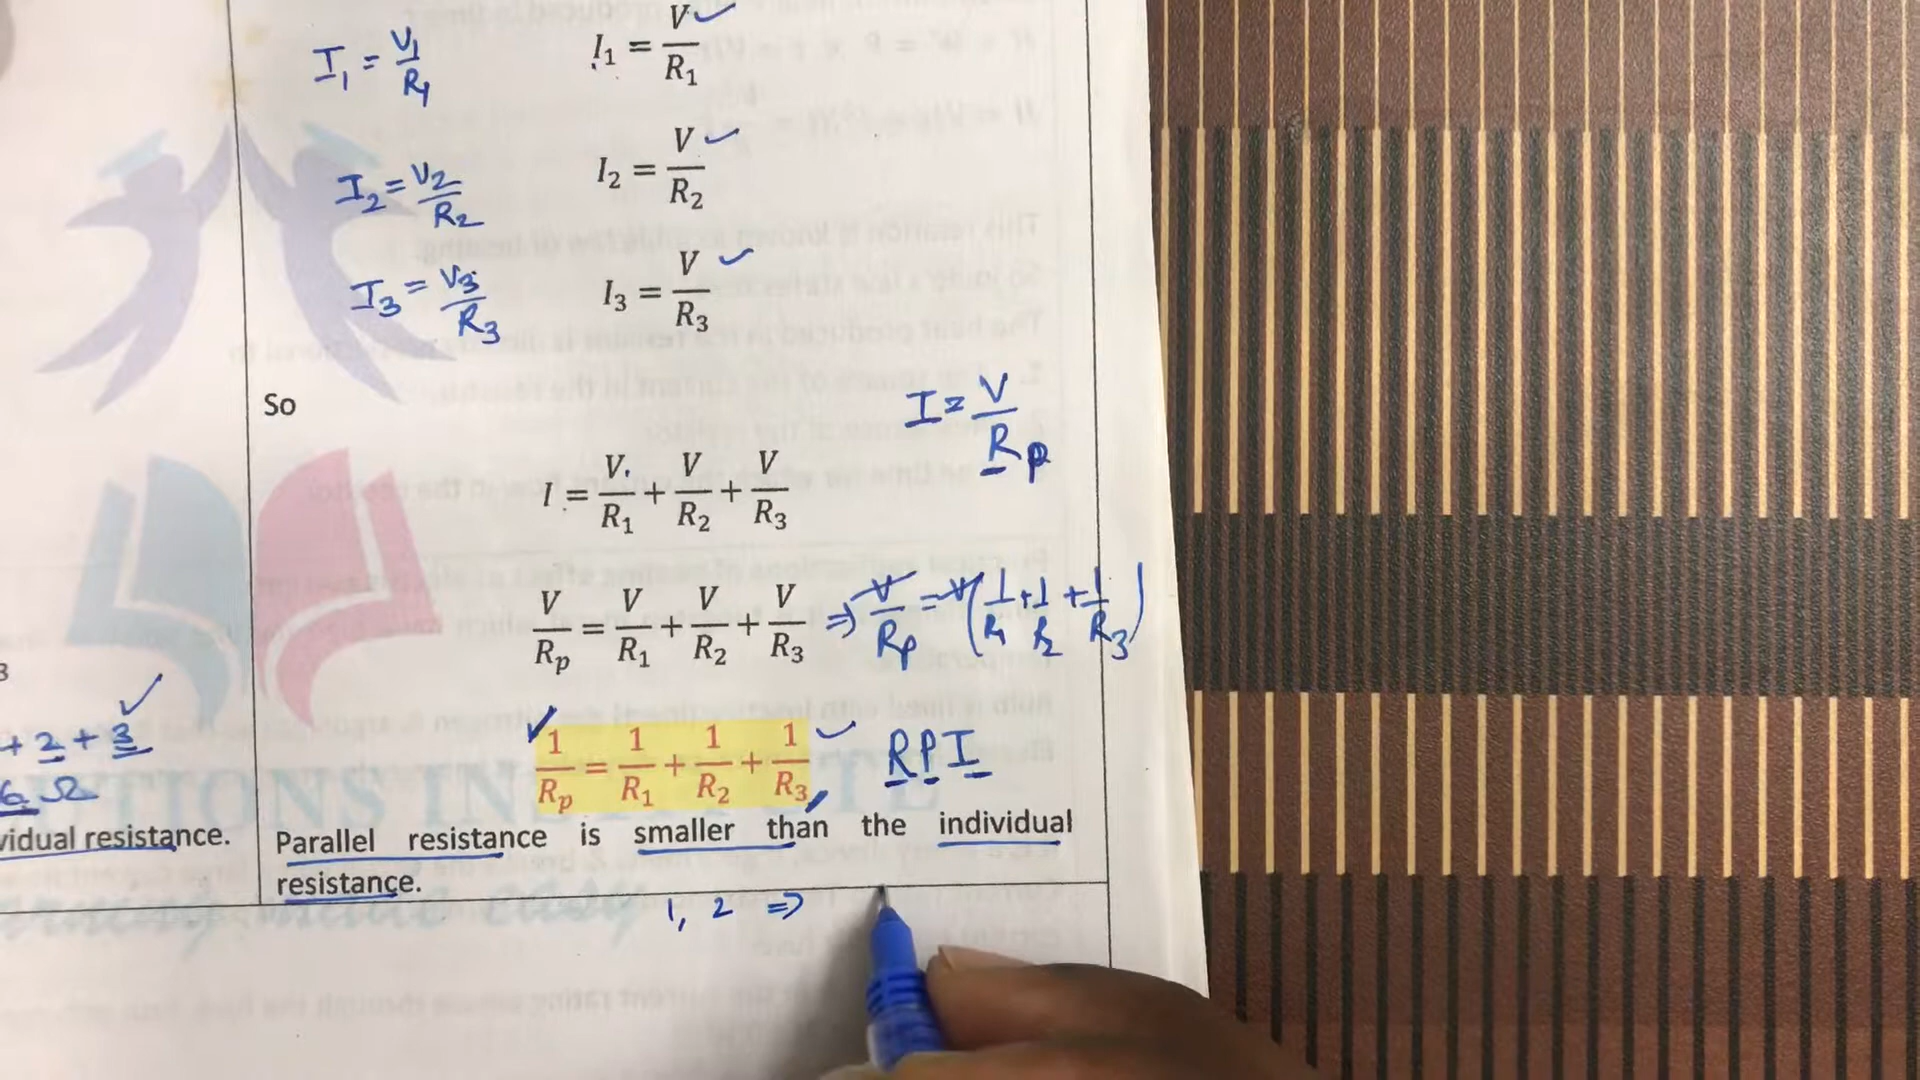 I₁ = V₁/R₁    I₁ = V/R₁
I₂ = V₂/R₂    I₂ = V/R₂
I₃ = V₃/R₃    I₃ = V/R₃
So
I = V/Rₚ
I = V/R₁ + V/R₂ + V/R₃
V/Rₚ = V/R₁ + V/R₂ + V/R₃ ⇒ V/Rₚ = V(1/R₁ + 1/R₂ + 1/R₃)
3
+ 2 + 3
6 Ω
1/Rₚ = 1/R₁ + 1/R₂ + 1/R₃    RPI
vidual resistance.
Parallel resistance is smaller than the individual
resistance.
1, 2 ⇒